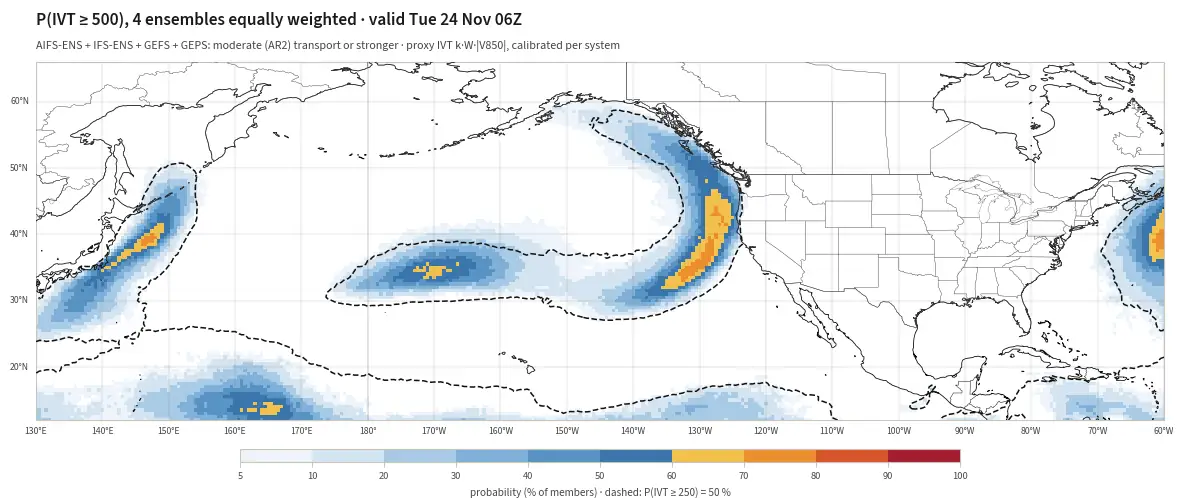 P(IVT ≥ 500), 4 ensembles equally weighted · valid Tue 24 Nov 06Z
AIFS-ENS + IFS-ENS + GEFS + GEPS: moderate (AR2) transport or stronger · proxy IVT k·W·|V850|, calibrated per system
60°N
50°N
40°N
30°N
20°N
130°E 140°E 150°E 160°E 170°E 180° 170°W 160°W 150°W 140°W 130°W 120°W 110°W 100°W 90°W 80°W 70°W 60°W
5 10 20 30 40 50 60 70 80 90 100
probability (% of members) · dashed: P(IVT ≥ 250) = 50 %